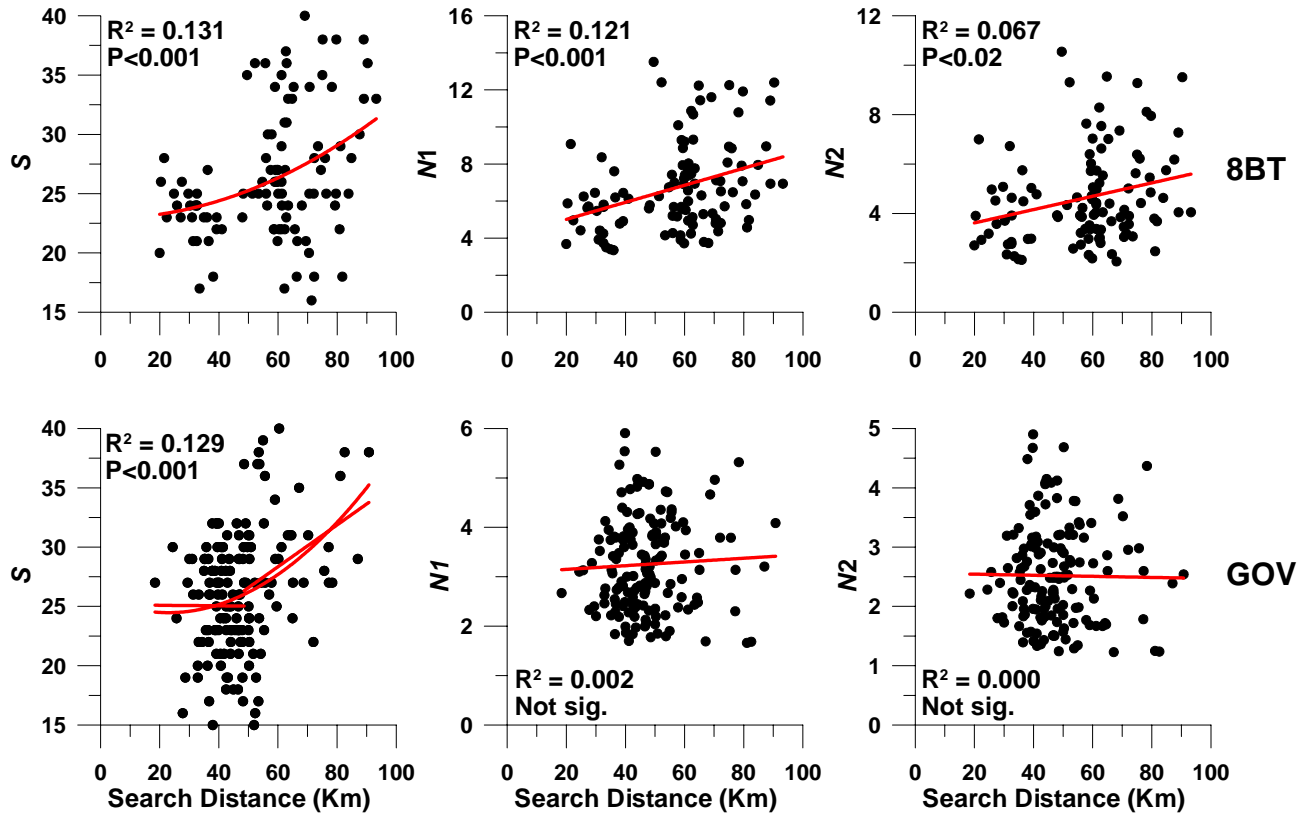 40
35
30
25
20
15
S
R² = 0.131
P<0.001
0 20 40 60 80 100
16
12
8
4
0
N1
R² = 0.121
P<0.001
0 20 40 60 80 100
12
8
4
0
N2
R² = 0.067
P<0.02
0 20 40 60 80 100
8BT
40
35
30
25
20
15
S
R² = 0.129
P<0.001
0 20 40 60 80 100
Search Distance (Km)
6
4
2
0
N1
R² = 0.002
Not sig.
0 20 40 60 80 100
Search Distance (Km)
5
4
3
2
1
0
N2
R² = 0.000
Not sig.
0 20 40 60 80 100
Search Distance (Km)
GOV